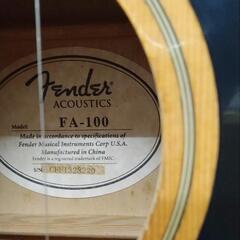 Fender
ACOUSTICS
Model: FA-100
Made in accordance to specifications of
Fender Musical Instruments Corp U.S.A.
Manufactured in China
Fender is a registered trademark of FMIC.
S/N: